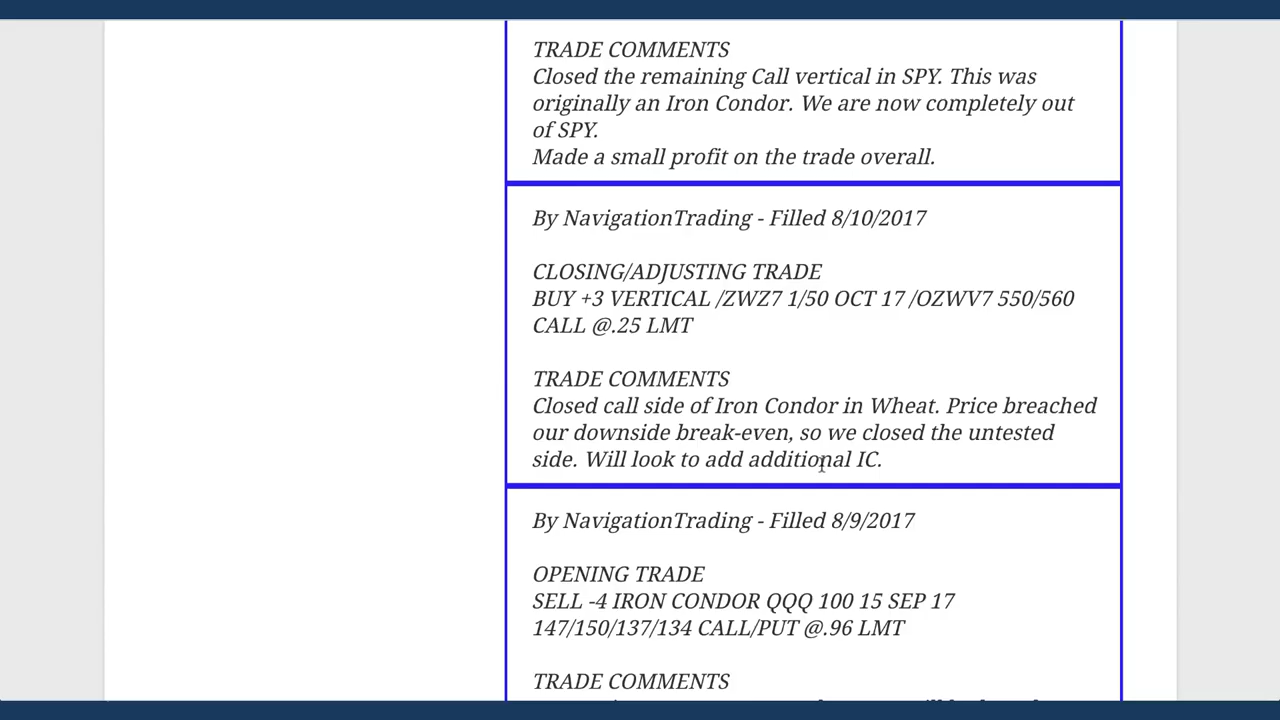 TRADE COMMENTS
Closed the remaining Call vertical in SPY. This was
originally an Iron Condor. We are now completely out
of SPY.
Made a small profit on the trade overall.
By NavigationTrading - Filled 8/10/2017
CLOSING/ADJUSTING TRADE
BUY +3 VERTICAL /ZWZ7 1/50 OCT 17 /OZWV7 550/560
CALL @.25 LMT
TRADE COMMENTS
Closed call side of Iron Condor in Wheat. Price breached
our downside break-even, so we closed the untested
side. Will look to add additional IC.
By NavigationTrading - Filled 8/9/2017
OPENING TRADE
SELL -4 IRON CONDOR QQQ 100 15 SEP 17
147/150/137/134 CALL/PUT @.96 LMT
TRADE COMMENTS